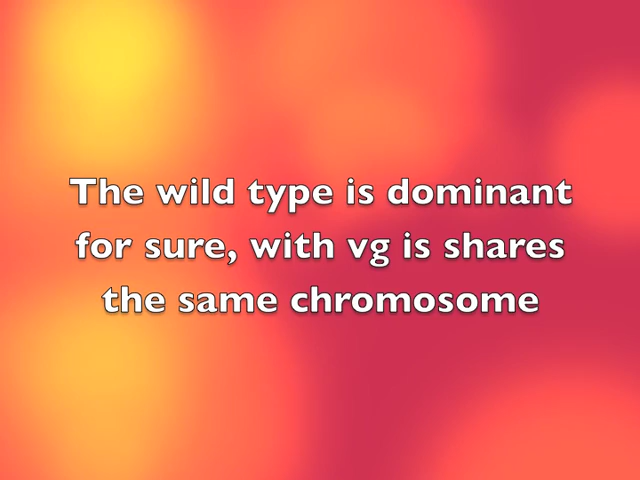 The wild type is dominant
for sure, with vg is shares
the same chromosome